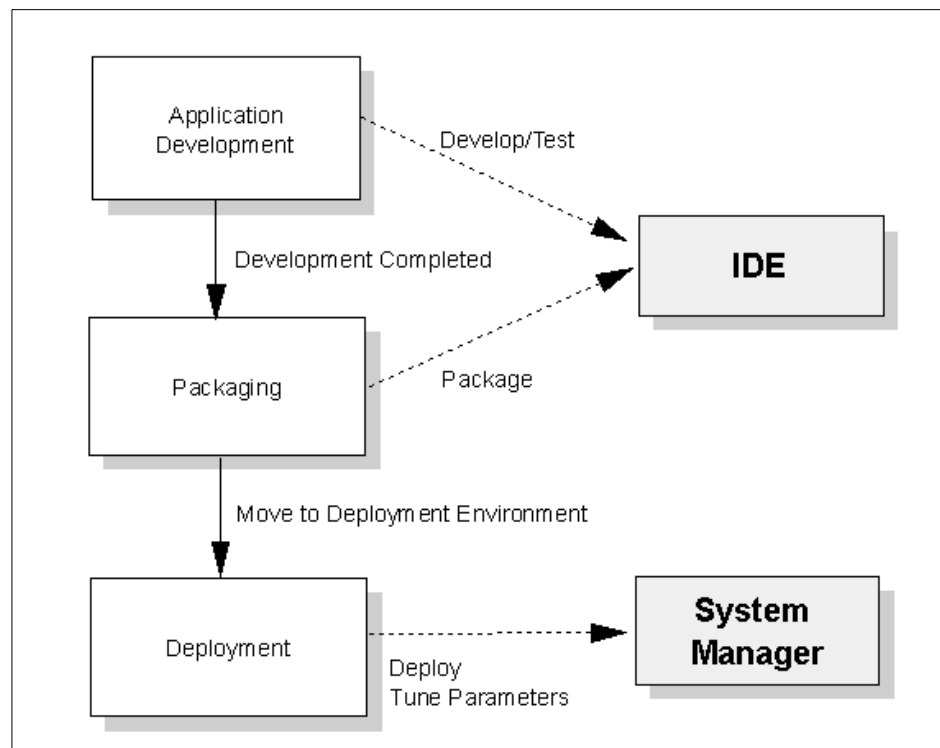 Application
Development
Develop/Test
IDE
Development Completed
Packaging
Package
Move to Deployment Environment
Deployment
System
Manager
Deploy
Tune Parameters